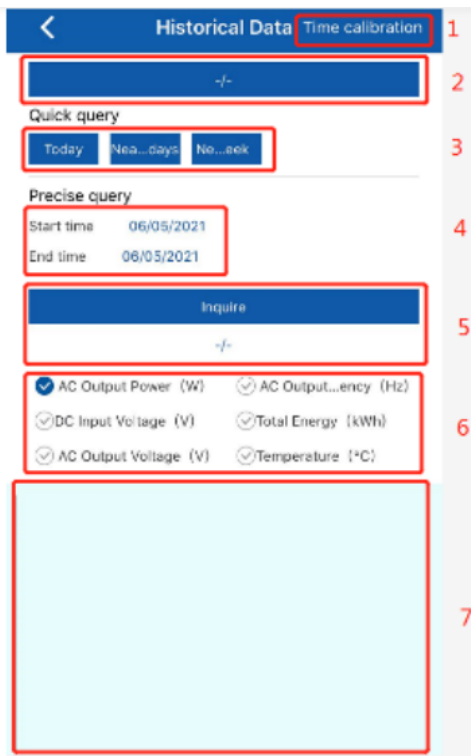 Historical Data Time calibration 1
-/- 2
Quick query
Today Nea...days Ne...eek 3
Precise query
Start time 06/05/2021 4
End time 06/05/2021
Inquire
5
-/-
AC Output Power (W) AC Output...ency (Hz)
DC Input Voltage (V) Total Energy (kWh) 6
AC Output Voltage (V) Temperature (°C)
7